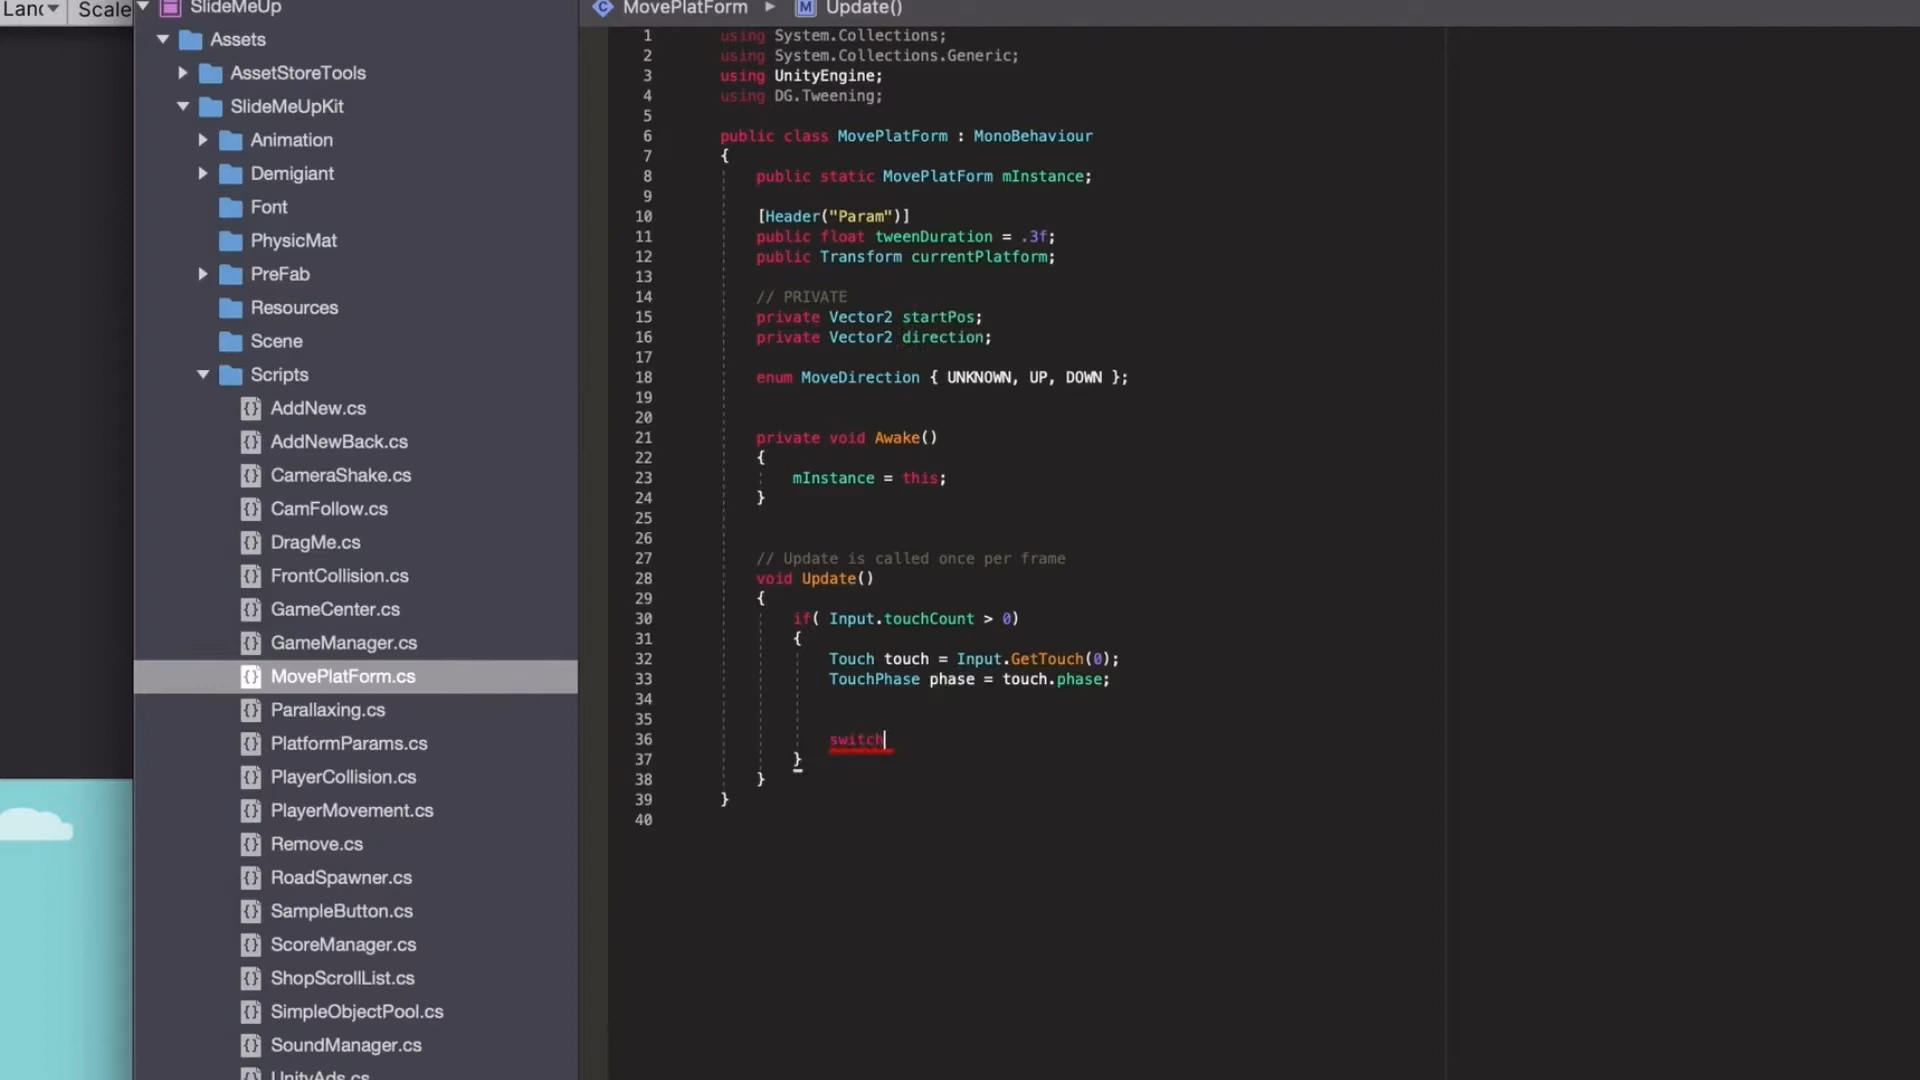 Lanc
Scale
SlideMeUp
Assets
AssetStoreTools
SlideMeUpKit
Animation
Demigiant
Font
PhysicMat
PreFab
Resources
Scene
Scripts
{} AddNew.cs
{} AddNewBack.cs
{} CameraShake.cs
{} CamFollow.cs
{} DragMe.cs
{} FrontCollision.cs
{} GameCenter.cs
{} GameManager.cs
{} MovePlatForm.cs
{} Parallaxing.cs
{} PlatformParams.cs
{} PlayerCollision.cs
{} PlayerMovement.cs
{} Remove.cs
{} RoadSpawner.cs
{} SampleButton.cs
{} ScoreManager.cs
{} ShopScrollList.cs
{} SimpleObjectPool.cs
{} SoundManager.cs
{} UnityAds.cs
C MovePlatForm M Update()
1 using System.Collections;
2 using System.Collections.Generic;
3 using UnityEngine;
4 using DG.Tweening;
5
6 public class MovePlatForm : MonoBehaviour
7 {
8 public static MovePlatForm mInstance;
9
10 [Header("Param")]
11 public float tweenDuration = .3f;
12 public Transform currentPlatform;
13
14 // PRIVATE
15 private Vector2 startPos;
16 private Vector2 direction;
17
18 enum MoveDirection { UNKNOWN, UP, DOWN };
19
20
21 private void Awake()
22 {
23 mInstance = this;
24 }
25
26
27 // Update is called once per frame
28 void Update()
29 {
30 if( Input.touchCount > 0)
31 {
32 Touch touch = Input.GetTouch(0);
33 TouchPhase phase = touch.phase;
34
35
36 switch
37 }
38 }
39 }
40